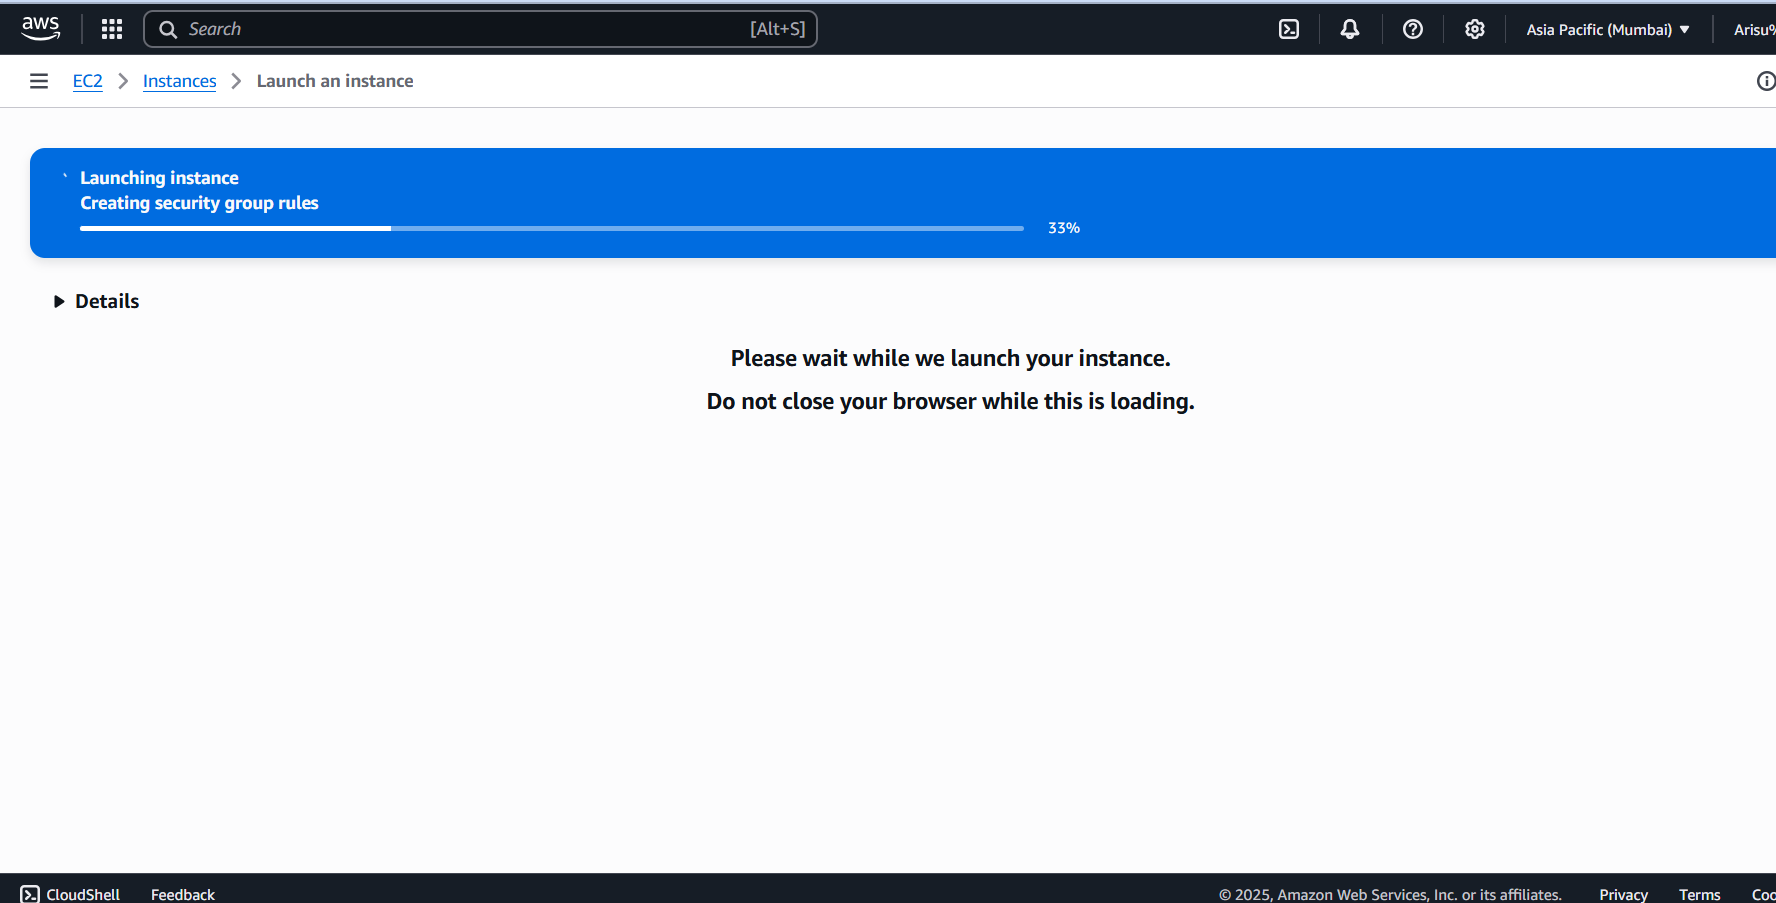 aws
Search [Alt+S]
Asia Pacific (Mumbai)
EC2 Instances Launch an instance
Launching instance
Creating security group rules
33%
Details
Please wait while we launch your instance.
Do not close your browser while this is loading.
CloudShell Feedback © 2025, Amazon Web Services, Inc. or its affiliates. Privacy Terms